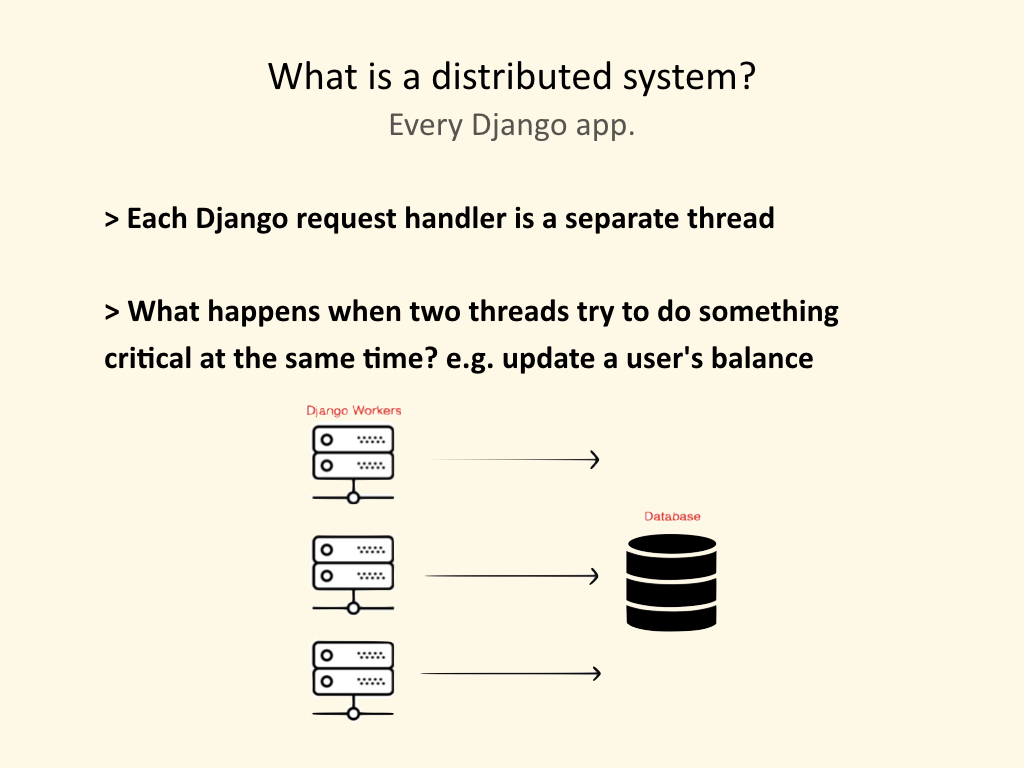 What is a distributed system?
Every Django app.
> Each Django request handler is a separate thread
> What happens when two threads try to do something
critical at the same time? e.g. update a user's balance
Django Workers
Database